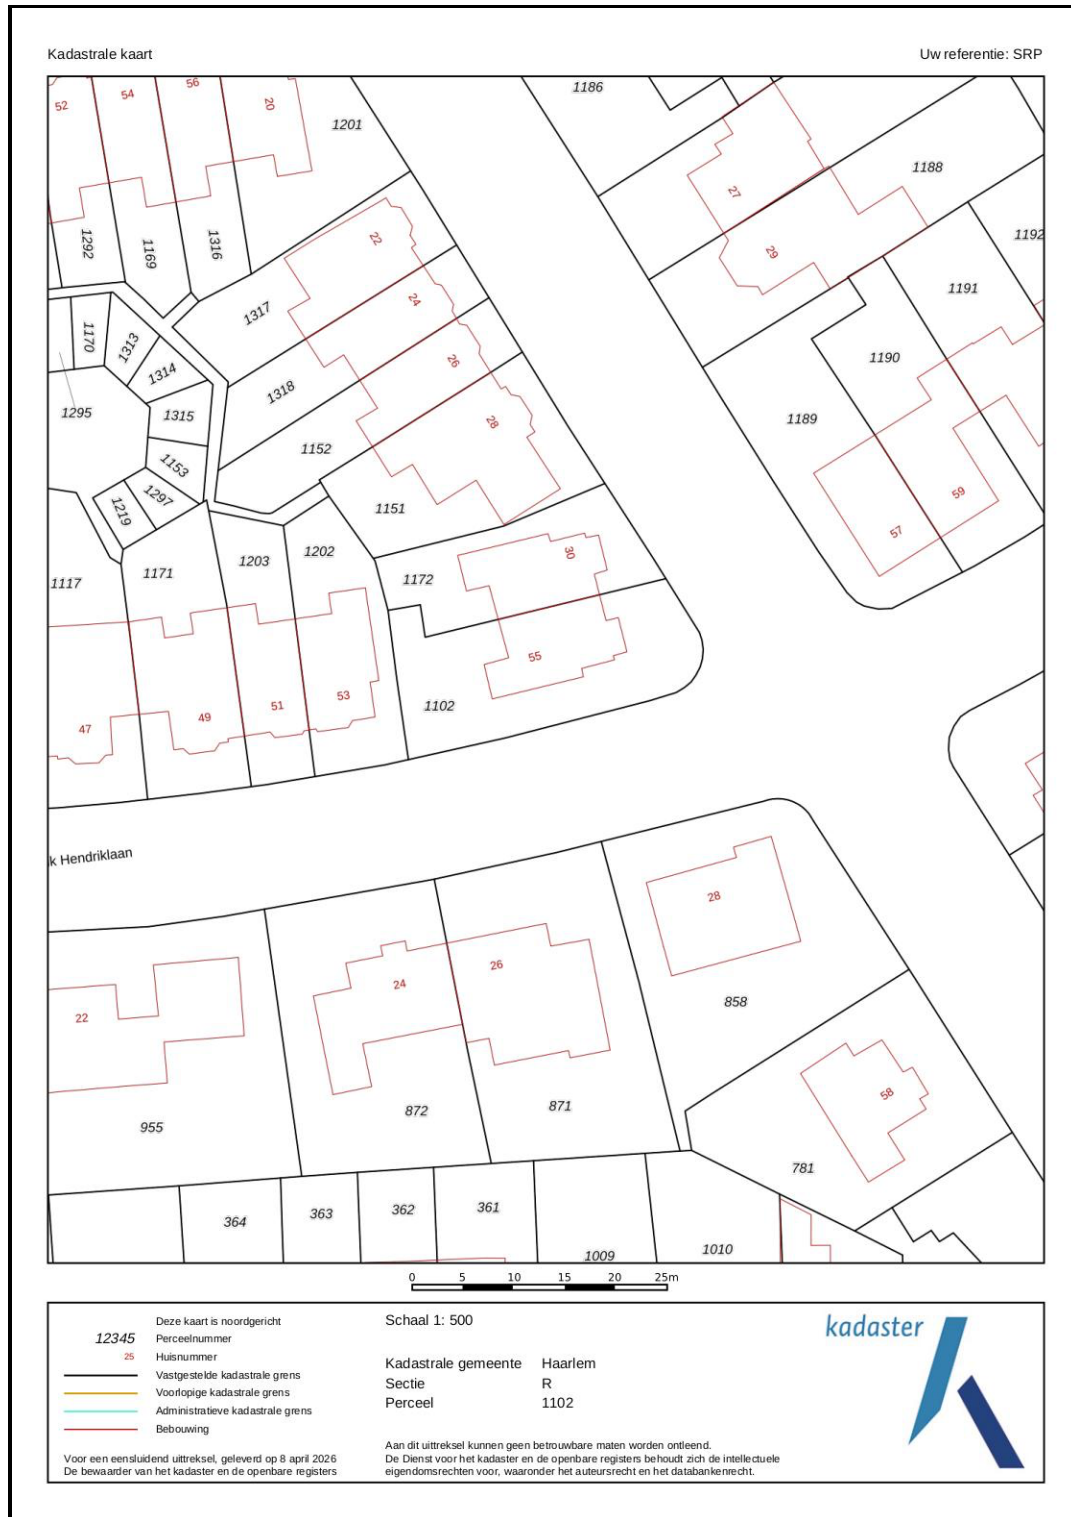 Kadastrale kaart
Uw referentie: SRP
52
54
56
20
1201
1186
1188
27
29
1192
1292
1169
1316
22
1317
24
1191
1170
1313
1314
1318
26
1190
1295
1315
1152
28
1189
1153
1297
1219
1151
59
57
1203
1202
30
1117
1171
1172
55
53
1102
51
49
47
k Hendriklaan
28
26
24
22
858
58
872
871
955
781
364
363
362
361
1009
1010
0 5 10 15 20 25m
Deze kaart is noordgericht
12345 Perceelnummer
25 Huisnummer
Vastgestelde kadastrale grens
Voorlopige kadastrale grens
Administratieve kadastrale grens
Bebouwing
Voor een eensluidend uittreksel, geleverd op 8 april 2026
De bewaarder van het kadaster en de openbare registers
Schaal 1: 500
Kadastrale gemeente Haarlem
Sectie R
Perceel 1102
Aan dit uittreksel kunnen geen betrouwbare maten worden ontleend.
De Dienst voor het kadaster en de openbare registers behoudt zich de intellectuele
eigendomsrechten voor, waaronder het auteursrecht en het databankenrecht.
kadaster